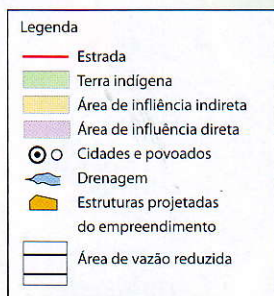 Legenda
Estrada
Terra indígena
Área de infliência indireta
Área de influência direta
Cidades e povoados
Drenagem
Estruturas projetadas
do empreendimento
Área de vazão reduzida